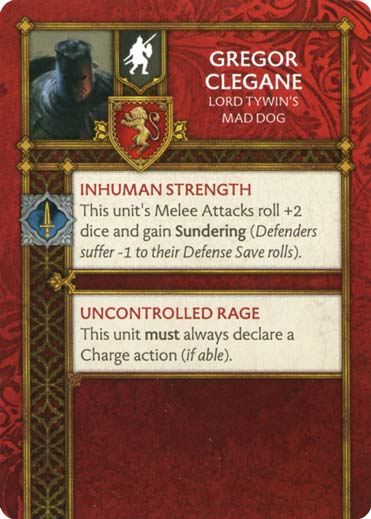 GREGOR
CLEGANE
LORD TYWIN'S
MAD DOG
INHUMAN STRENGTH
This unit's Melee Attacks roll +2
dice and gain Sundering (Defenders
suffer -1 to their Defense Save rolls).
UNCONTROLLED RAGE
This unit must always declare a
Charge action (if able).